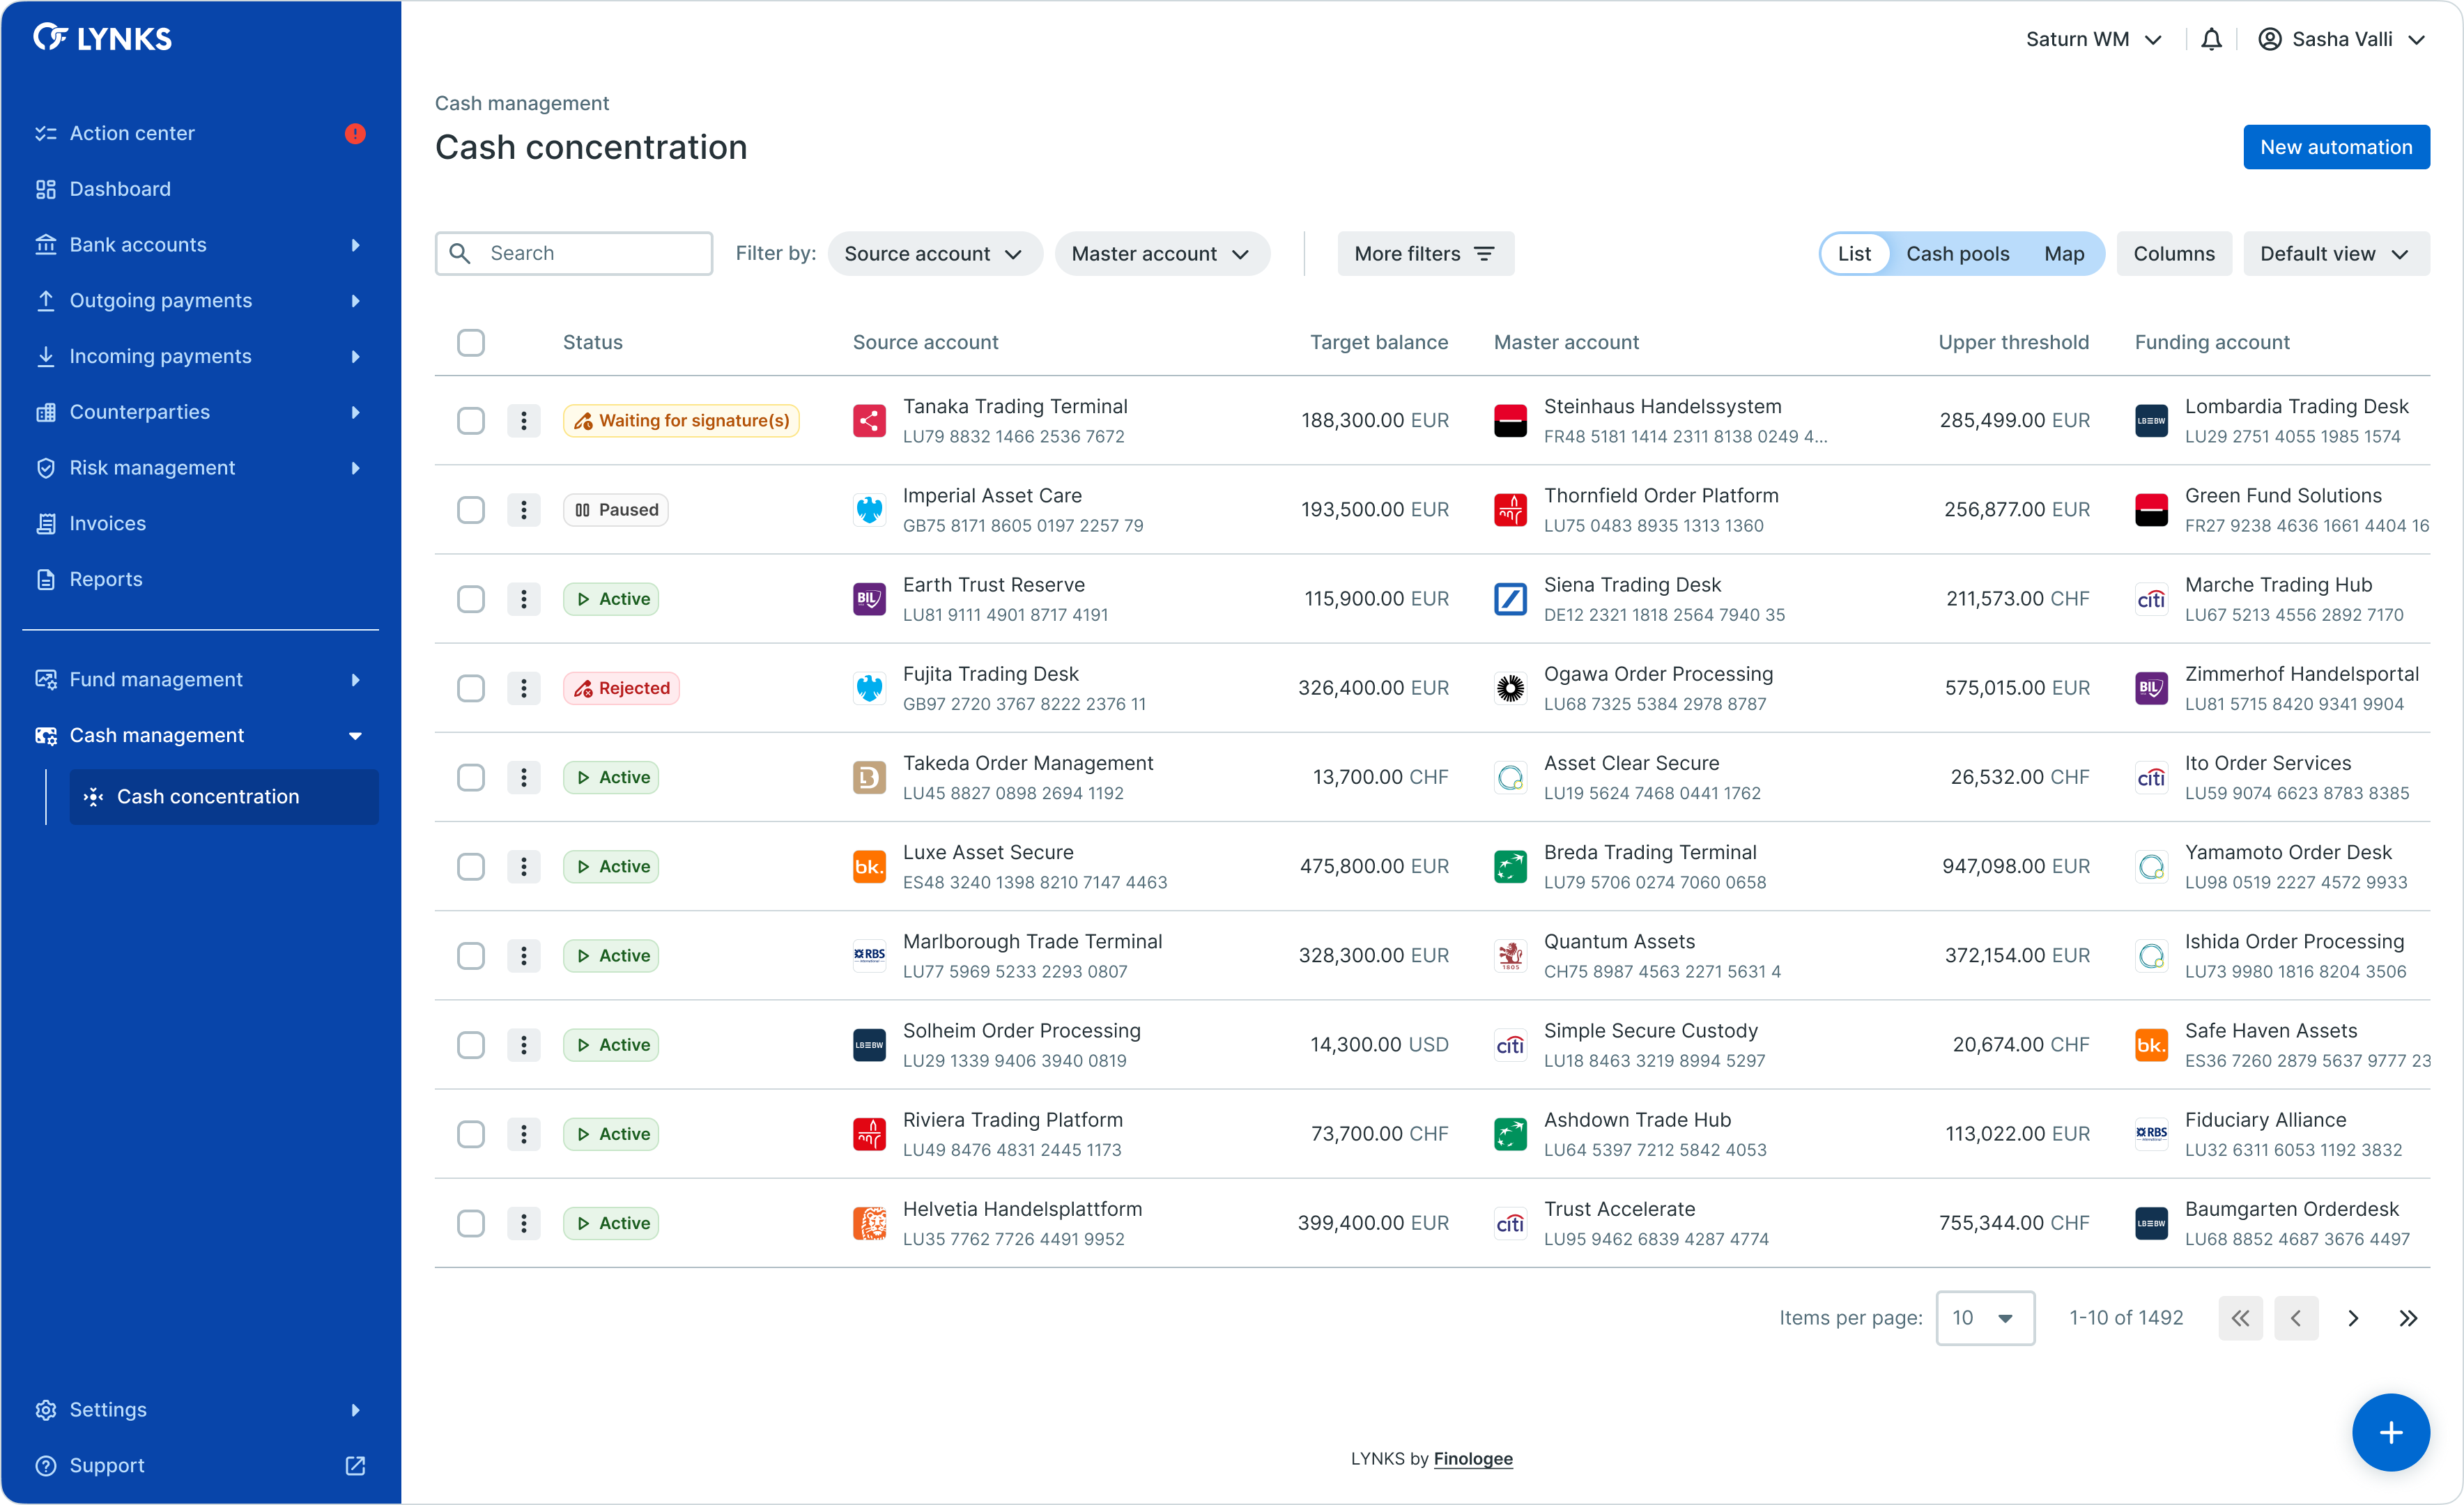 LYNKS
Saturn WM
Sasha Valli
Action center
Dashboard
Bank accounts
Outgoing payments
Incoming payments
Counterparties
Risk management
Invoices
Reports
Fund management
Cash management
Cash concentration
Settings
Support
Cash management
Cash concentration
New automation
Search
Filter by:
Source account
Master account
More filters
List
Cash pools
Map
Columns
Default view
Status
Source account
Target balance
Master account
Upper threshold
Funding account
Waiting for signature(s)
Tanaka Trading Terminal
LU79 8832 1466 2536 7672
188,300.00 EUR
Steinhaus Handelssystem
FR48 5181 1414 2311 8138 0249 4...
285,499.00 EUR
LB≡BW
Lombardia Trading Desk
LU29 2751 4055 1985 1574
Paused
Imperial Asset Care
GB75 8171 8605 0197 2257 79
193,500.00 EUR
Thornfield Order Platform
LU75 0483 8935 1313 1360
256,877.00 EUR
Green Fund Solutions
FR27 9238 4636 1661 4404 16
Active
BIL
Earth Trust Reserve
LU81 9111 4901 8717 4191
115,900.00 EUR
Siena Trading Desk
DE12 2321 1818 2564 7940 35
211,573.00 CHF
citi
Marche Trading Hub
LU67 5213 4556 2892 7170
Rejected
Fujita Trading Desk
GB97 2720 3767 8222 2376 11
326,400.00 EUR
Ogawa Order Processing
LU68 7325 5384 2978 8787
575,015.00 EUR
BIL
Zimmerhof Handelsportal
LU81 5715 8420 9341 9904
Active
Takeda Order Management
LU45 8827 0898 2694 1192
13,700.00 CHF
Asset Clear Secure
LU19 5624 7468 0441 1762
26,532.00 CHF
citi
Ito Order Services
LU59 9074 6623 8783 8385
Active
bk.
Luxe Asset Secure
ES48 3240 1398 8210 7147 4463
475,800.00 EUR
Breda Trading Terminal
LU79 5706 0274 7060 0658
947,098.00 EUR
Yamamoto Order Desk
LU98 0519 2227 4572 9933
Active
RBS
Marlborough Trade Terminal
LU77 5969 5233 2293 0807
328,300.00 EUR
1805
Quantum Assets
CH75 8987 4563 2271 5631 4
372,154.00 EUR
Ishida Order Processing
LU73 9980 1816 8204 3506
Active
LB≡BW
Solheim Order Processing
LU29 1339 9406 3940 0819
14,300.00 USD
citi
Simple Secure Custody
LU18 8463 3219 8994 5297
20,674.00 CHF
bk.
Safe Haven Assets
ES36 7260 2879 5637 9777 23
Active
Riviera Trading Platform
LU49 8476 4831 2445 1173
73,700.00 CHF
Ashdown Trade Hub
LU64 5397 7212 5842 4053
113,022.00 EUR
RBS
Fiduciary Alliance
LU32 6311 6053 1192 3832
Active
Helvetia Handelsplattform
LU35 7762 7726 4491 9952
399,400.00 EUR
citi
Trust Accelerate
LU95 9462 6839 4287 4774
755,344.00 CHF
LB≡BW
Baumgarten Orderdesk
LU68 8852 4687 3676 4497
Items per page:
10
1-10 of 1492
LYNKS by Finologee